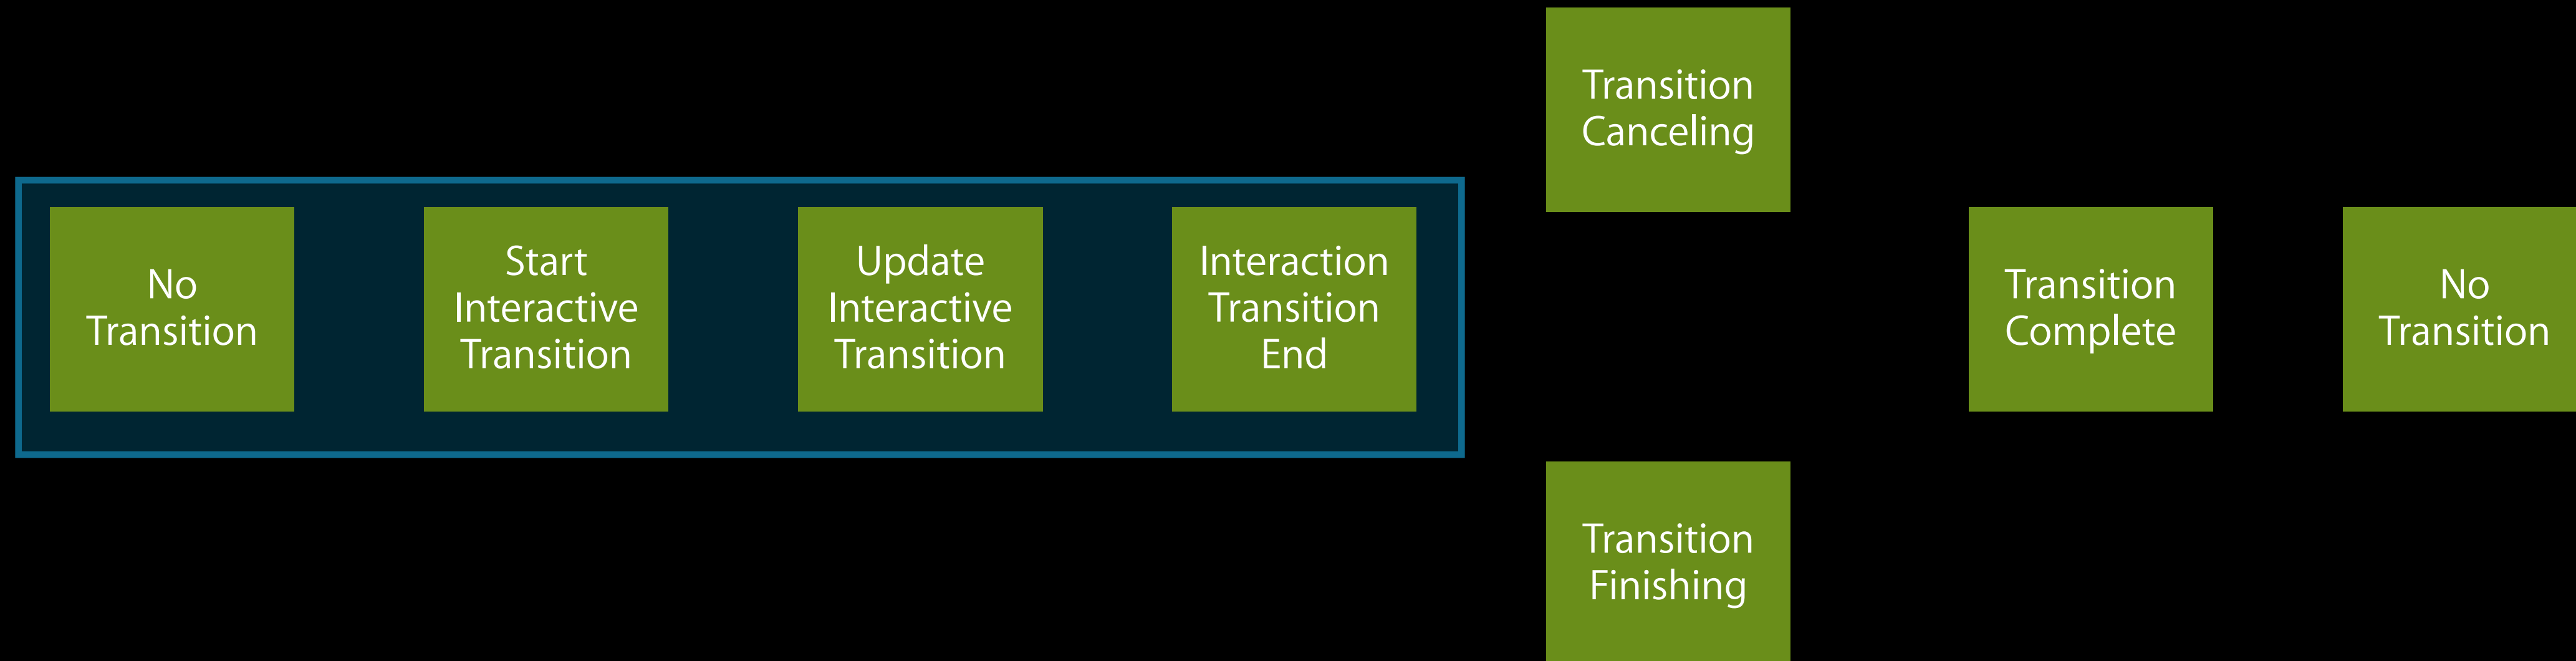 Transition
Canceling
No
Transition
Start
Interactive
Transition
Update
Interactive
Transition
Interaction
Transition
End
Transition
Complete
No
Transition
Transition
Finishing